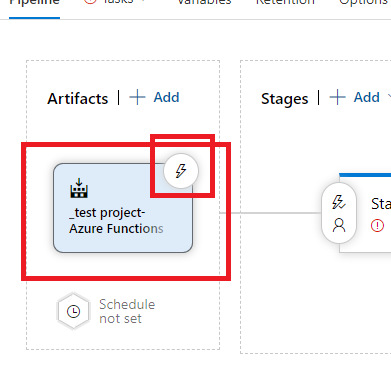 Pipeline Tasks Variables Retention Options
Artifacts | + Add
Stages | + Add
_test project-
Azure Functions
Sta
Schedule
not set